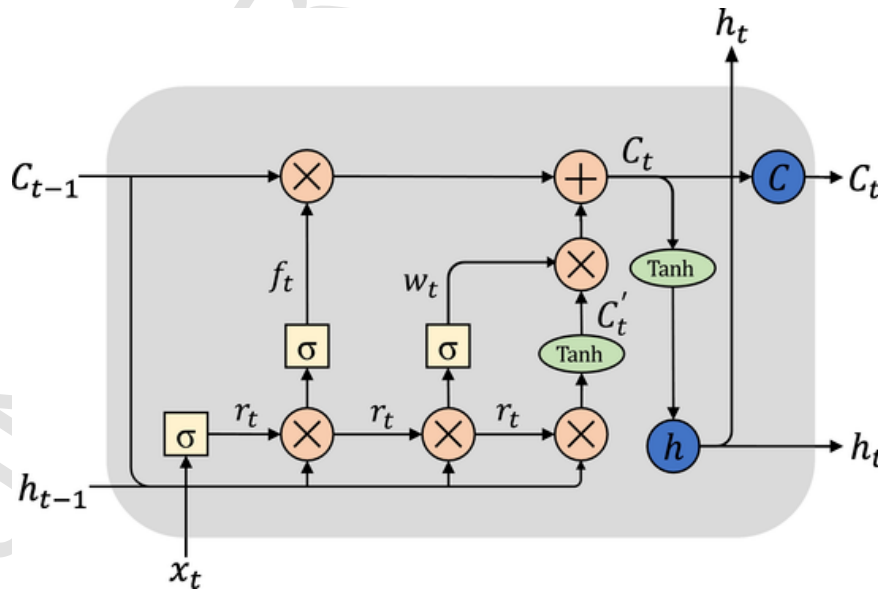 h_t
C_{t-1} × + C_t C C_t
f_t w_t × Tanh
C_t'
σ σ Tanh
σ r_t × r_t × r_t × h h_t
h_{t-1}
x_t